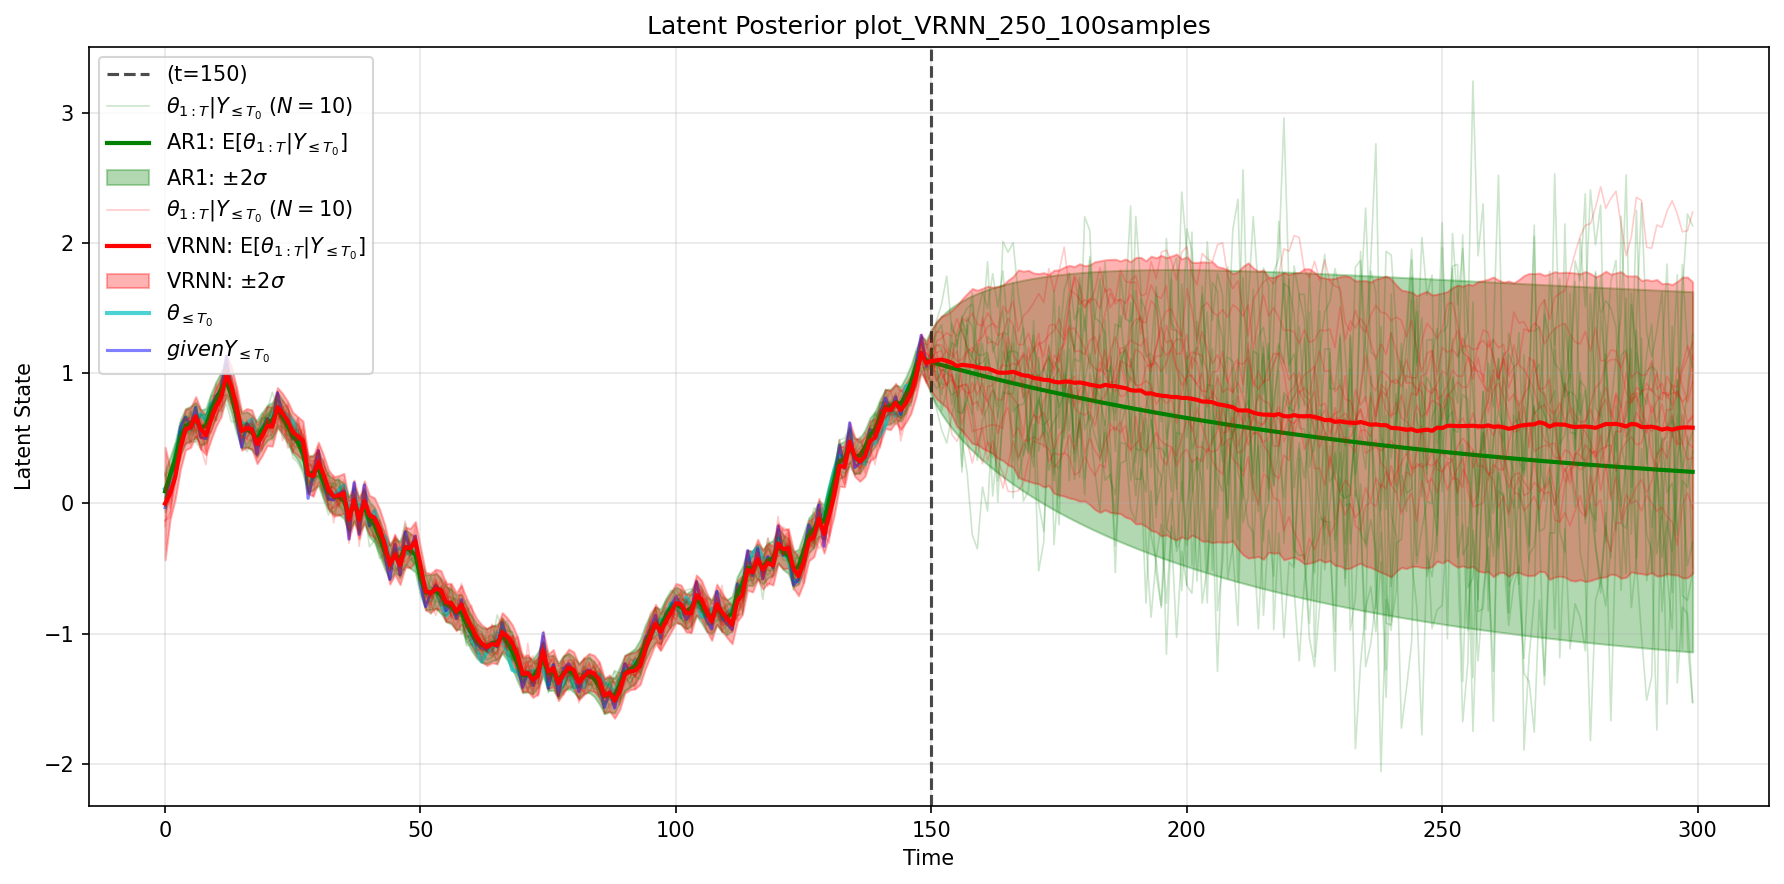 Latent Posterior plot_VRNN_250_100samples
(t=150)
θ₁:T|Y≤T₀ (N = 10)
AR1: E[θ₁:T|Y≤T₀]
AR1: ±2σ
θ₁:T|Y≤T₀ (N = 10)
VRNN: E[θ₁:T|Y≤T₀]
VRNN: ±2σ
θ≤T₀
givenY≤T₀
Latent State
3
2
1
0
−1
−2
0 50 100 150 200 250 300
Time